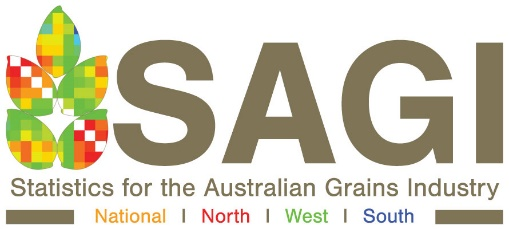 SAGI
Statistics for the Australian Grains Industry
National | North | West | South